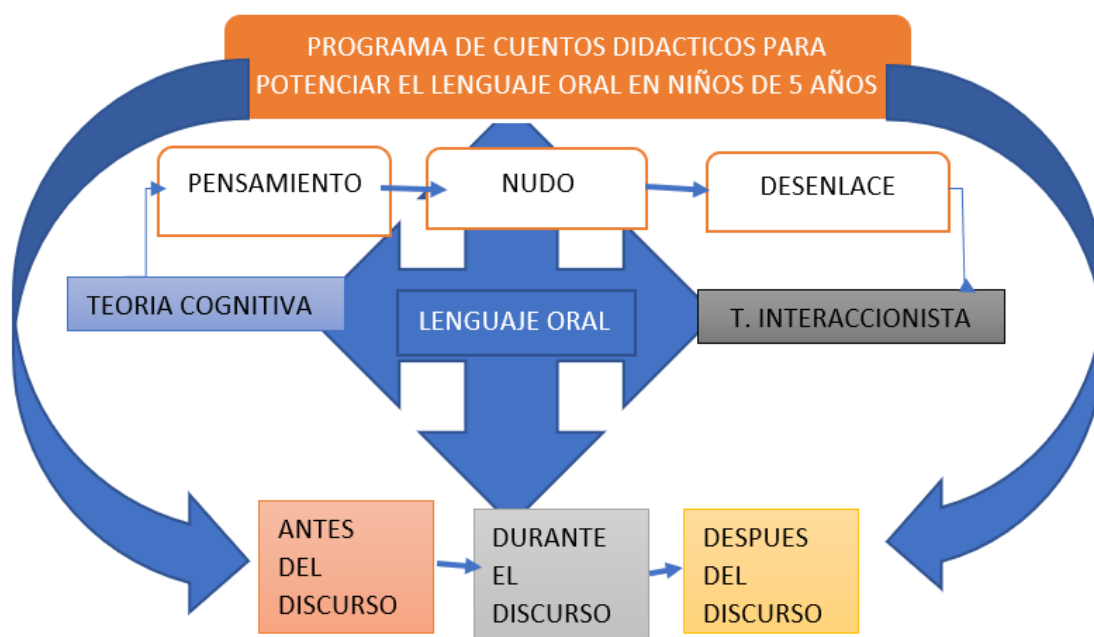 PROGRAMA DE CUENTOS DIDACTICOS PARA
POTENCIAR EL LENGUAJE ORAL EN NIÑOS DE 5 AÑOS
PENSAMIENTO
NUDO
DESENLACE
TEORIA COGNITIVA
LENGUAJE ORAL
T. INTERACCIONISTA
ANTES
DEL
DISCURSO
DURANTE
EL
DISCURSO
DESPUES
DEL
DISCURSO